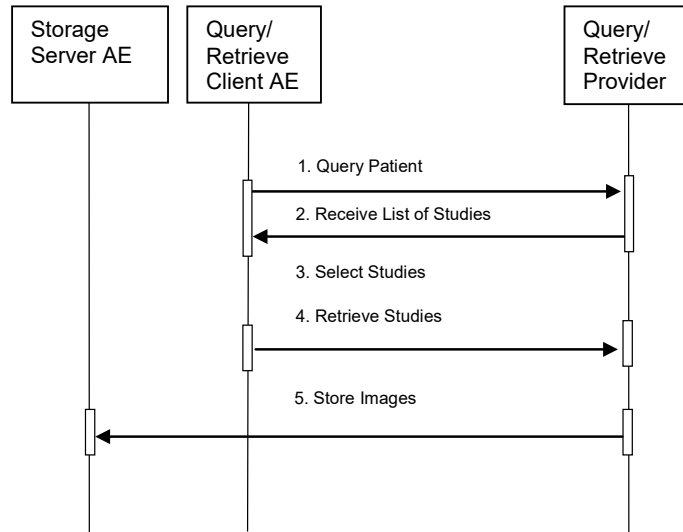 Storage
Server AE
Query/
Retrieve
Client AE
Query/
Retrieve
Provider
1. Query Patient
2. Receive List of Studies
3. Select Studies
4. Retrieve Studies
5. Store Images